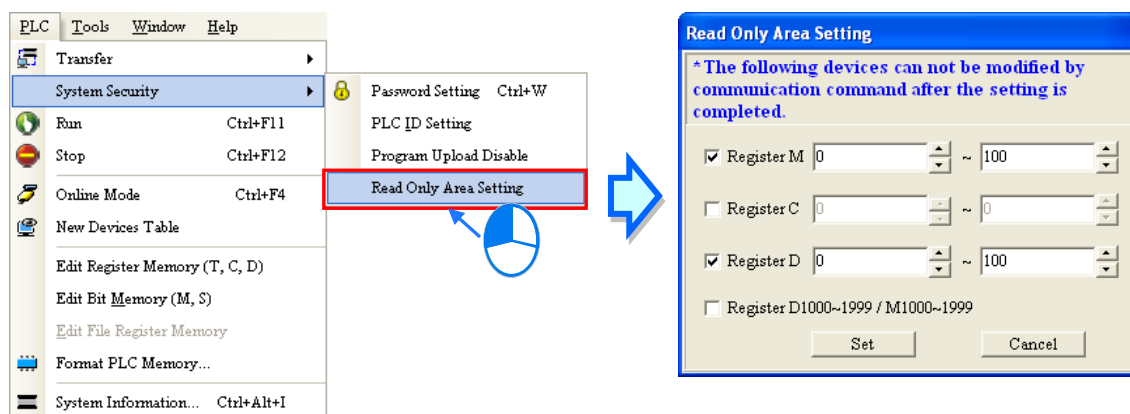 PLC Tools Window Help
Transfer
System Security
Run Ctrl+F11
Stop Ctrl+F12
Online Mode Ctrl+F4
New Devices Table
Edit Register Memory (T, C, D)
Edit Bit Memory (M, S)
Edit File Register Memory
Format PLC Memory...
System Information... Ctrl+Alt+I
Password Setting Ctrl+W
PLC ID Setting
Program Upload Disable
Read Only Area Setting
Read Only Area Setting
*The following devices can not be modified by
communication command after the setting is
completed.
Register M 0 ~ 100
Register C 0 ~ 0
Register D 0 ~ 100
Register D1000~1999 / M1000~1999
Set Cancel